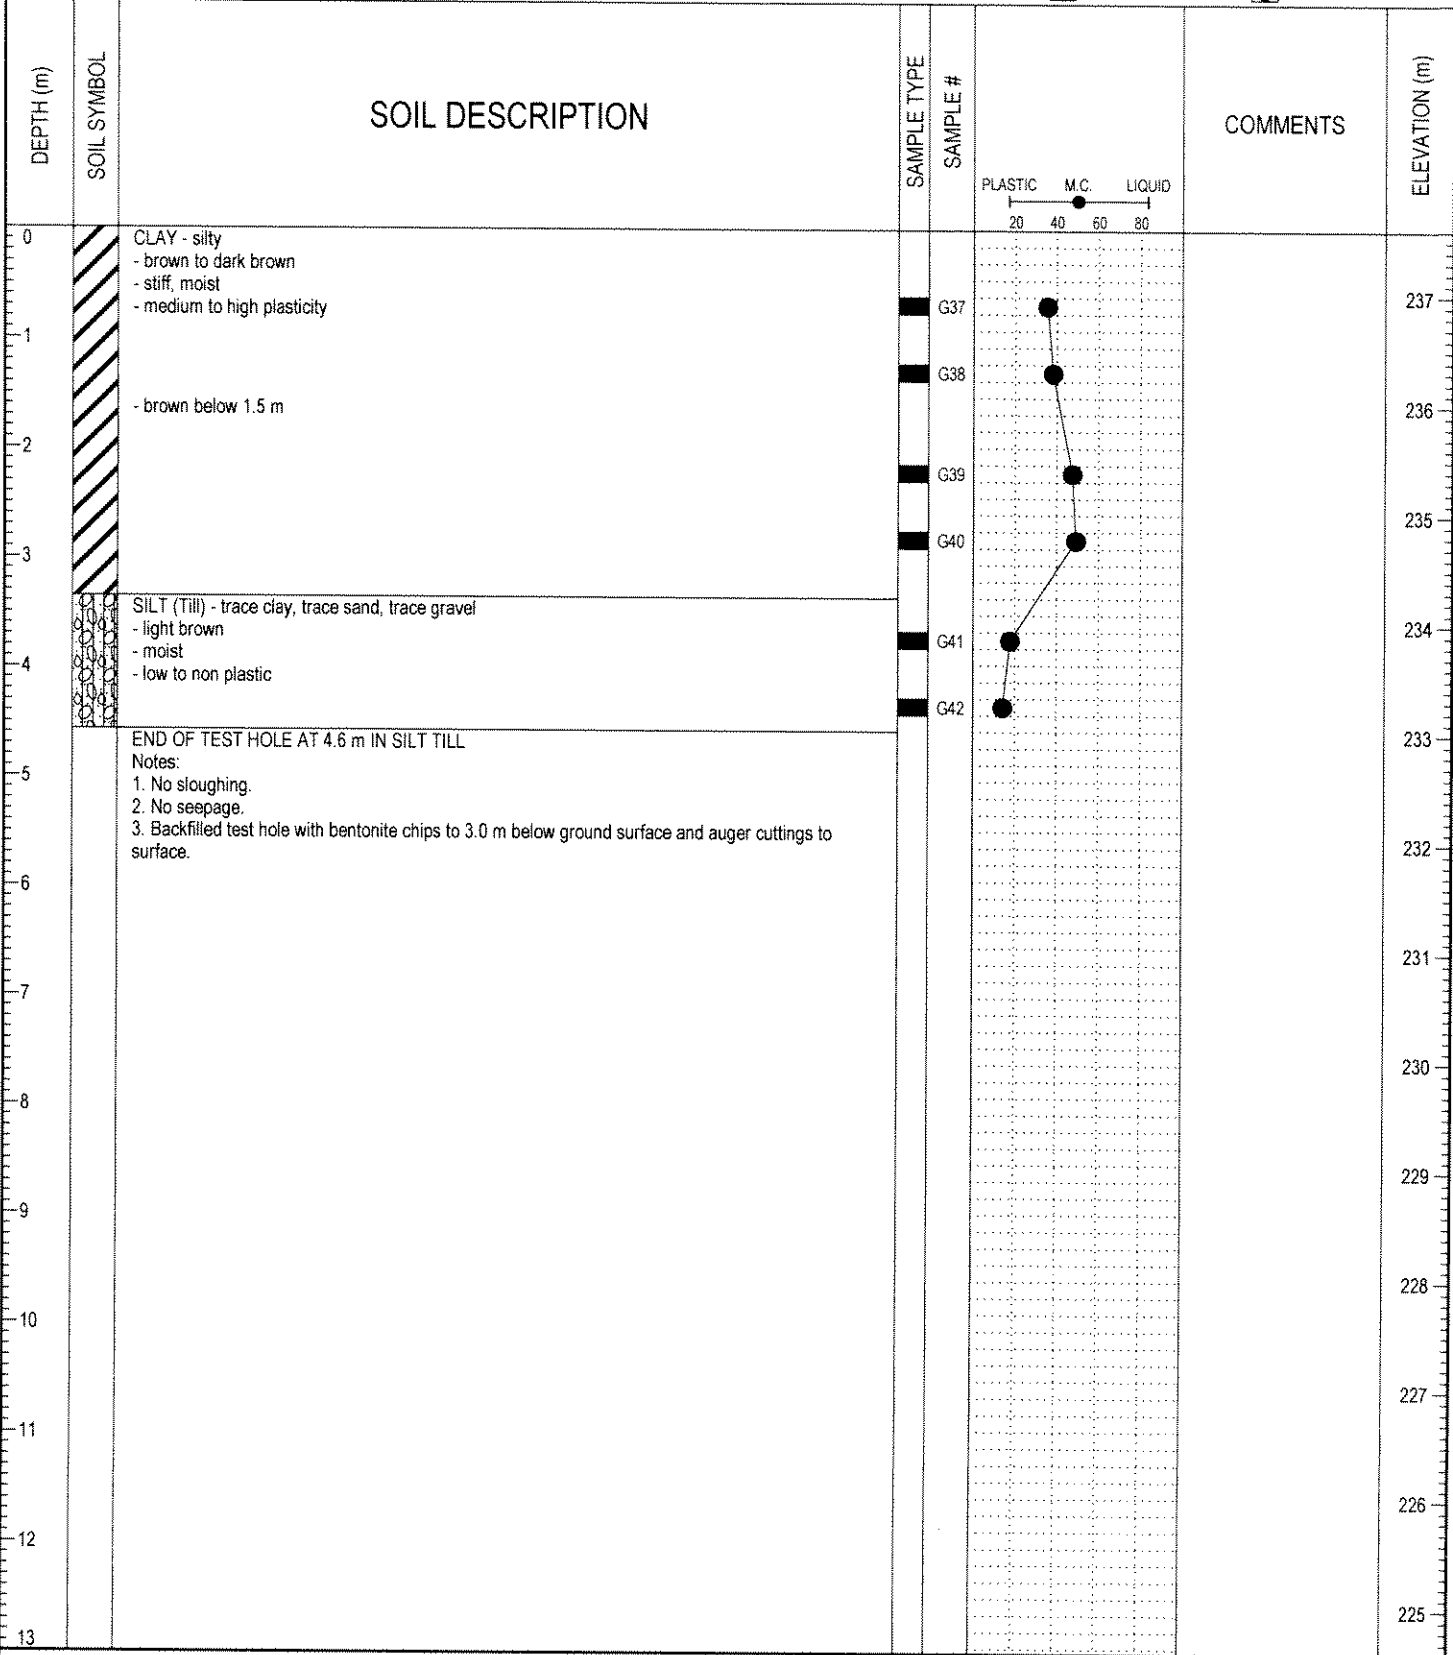 DEPTH (m)
SOIL SYMBOL
SOIL DESCRIPTION
SAMPLE TYPE
SAMPLE #
PLASTIC M.C. LIQUID
20 40 60 80
COMMENTS
ELEVATION (m)
0
CLAY - silty
- brown to dark brown
- stiff, moist
- medium to high plasticity
G37
237
1
G38
- brown below 1.5 m
236
2
G39
235
3
G40
SILT (Till) - trace clay, trace sand, trace gravel
- light brown
234
- moist
G41
4
- low to non plastic
G42
END OF TEST HOLE AT 4.6 m IN SILT TILL
233
Notes:
5
1. No sloughing.
2. No seepage.
3. Backfilled test hole with bentonite chips to 3.0 m below ground surface and auger cuttings to
surface.
232
6
231
7
230
8
229
9
228
10
227
11
226
12
225
13